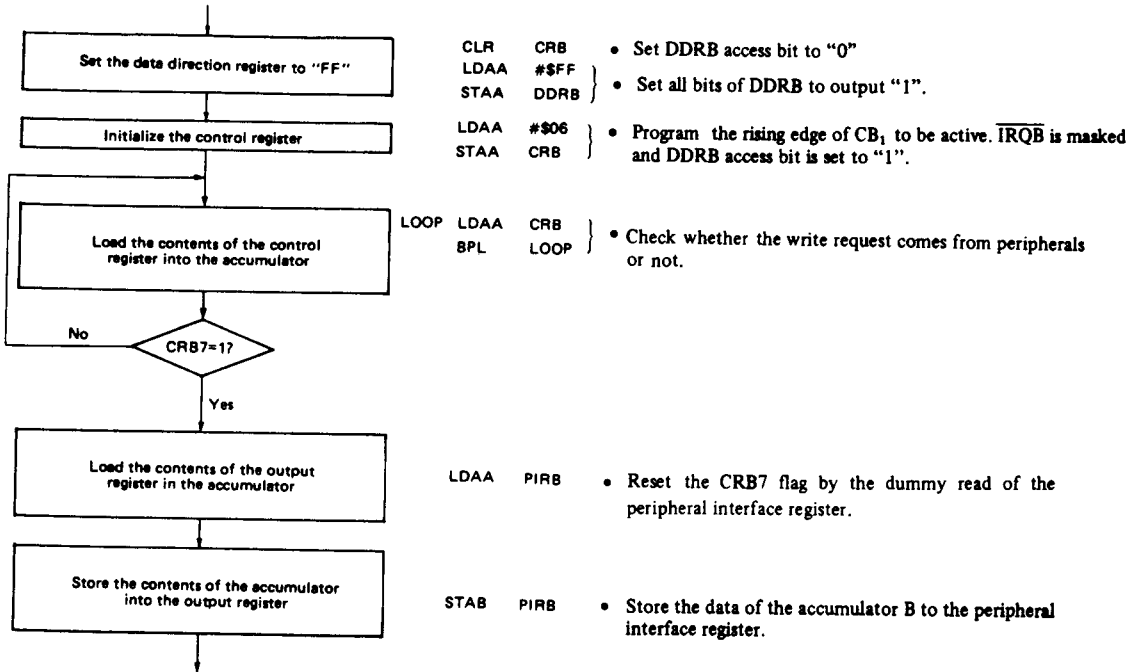 Set the data direction register to "FF"
CLR CRB • Set DDRB access bit to "0"
LDAA #$FF
STAA DDRB } • Set all bits of DDRB to output "1".
Initialize the control register
LDAA #$06
STAA CRB } • Program the rising edge of CB₁ to be active. I̅R̅Q̅B̅ is masked
and DDRB access bit is set to "1".
Load the contents of the control
register into the accumulator
LOOP LDAA CRB
BPL LOOP } • Check whether the write request comes from peripherals
or not.
No
CRB7=1?
Yes
Load the contents of the output
register in the accumulator
LDAA PIRB • Reset the CRB7 flag by the dummy read of the
peripheral interface register.
Store the contents of the accumulator
into the output register
STAB PIRB • Store the data of the accumulator B to the peripheral
interface register.